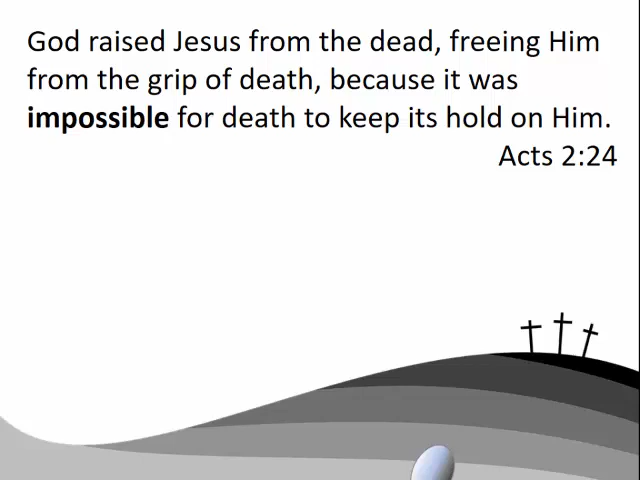 God raised Jesus from the dead, freeing Him
from the grip of death, because it was
impossible for death to keep its hold on Him.
Acts 2:24